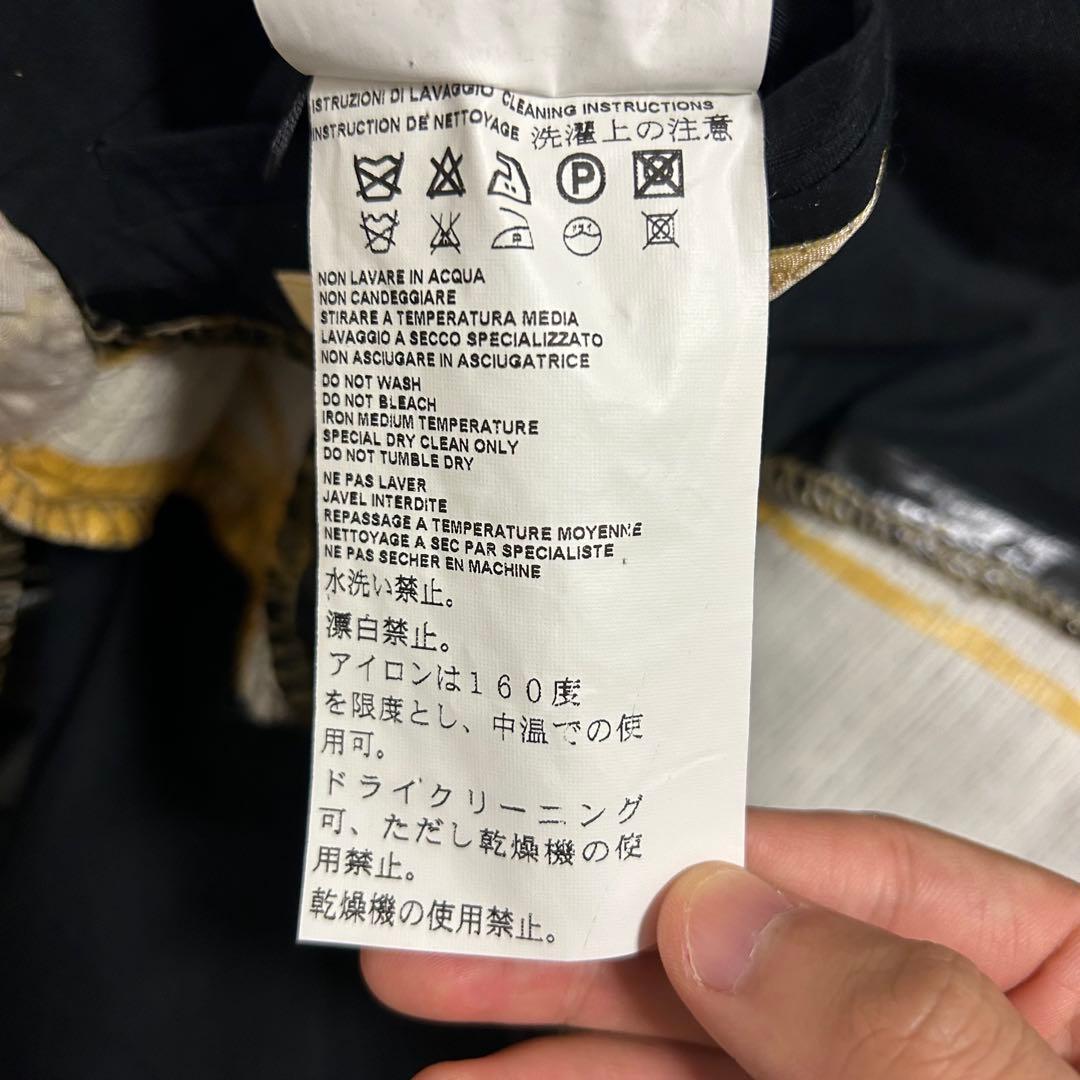 ISTRUZIONI DI LAVAGGIO CLEANING INSTRUCTIONS
INSTRUCTION DE NETTOYAGE 洗濯上の注意
P
NON LAVARE IN ACQUA
NON CANDEGGIARE
STIRARE A TEMPERATURA MEDIA
LAVAGGIO A SECCO SPECIALIZZATO
NON ASCIUGARE IN ASCIUGATRICE
DO NOT WASH
DO NOT BLEACH
IRON MEDIUM TEMPERATURE
SPECIAL DRY CLEAN ONLY
DO NOT TUMBLE DRY
NE PAS LAVER
JAVEL INTERDITE
REPASSAGE A TEMPERATURE MOYENNE
NETTOYAGE A SEC PAR SPECIALISTE
NE PAS SECHER EN MACHINE
水洗い禁止。
漂白禁止。
アイロンは160度
を限度とし、中温での使
用可。
ドライクリーニング
可、ただし乾燥機の使
用禁止。
乾燥機の使用禁止。